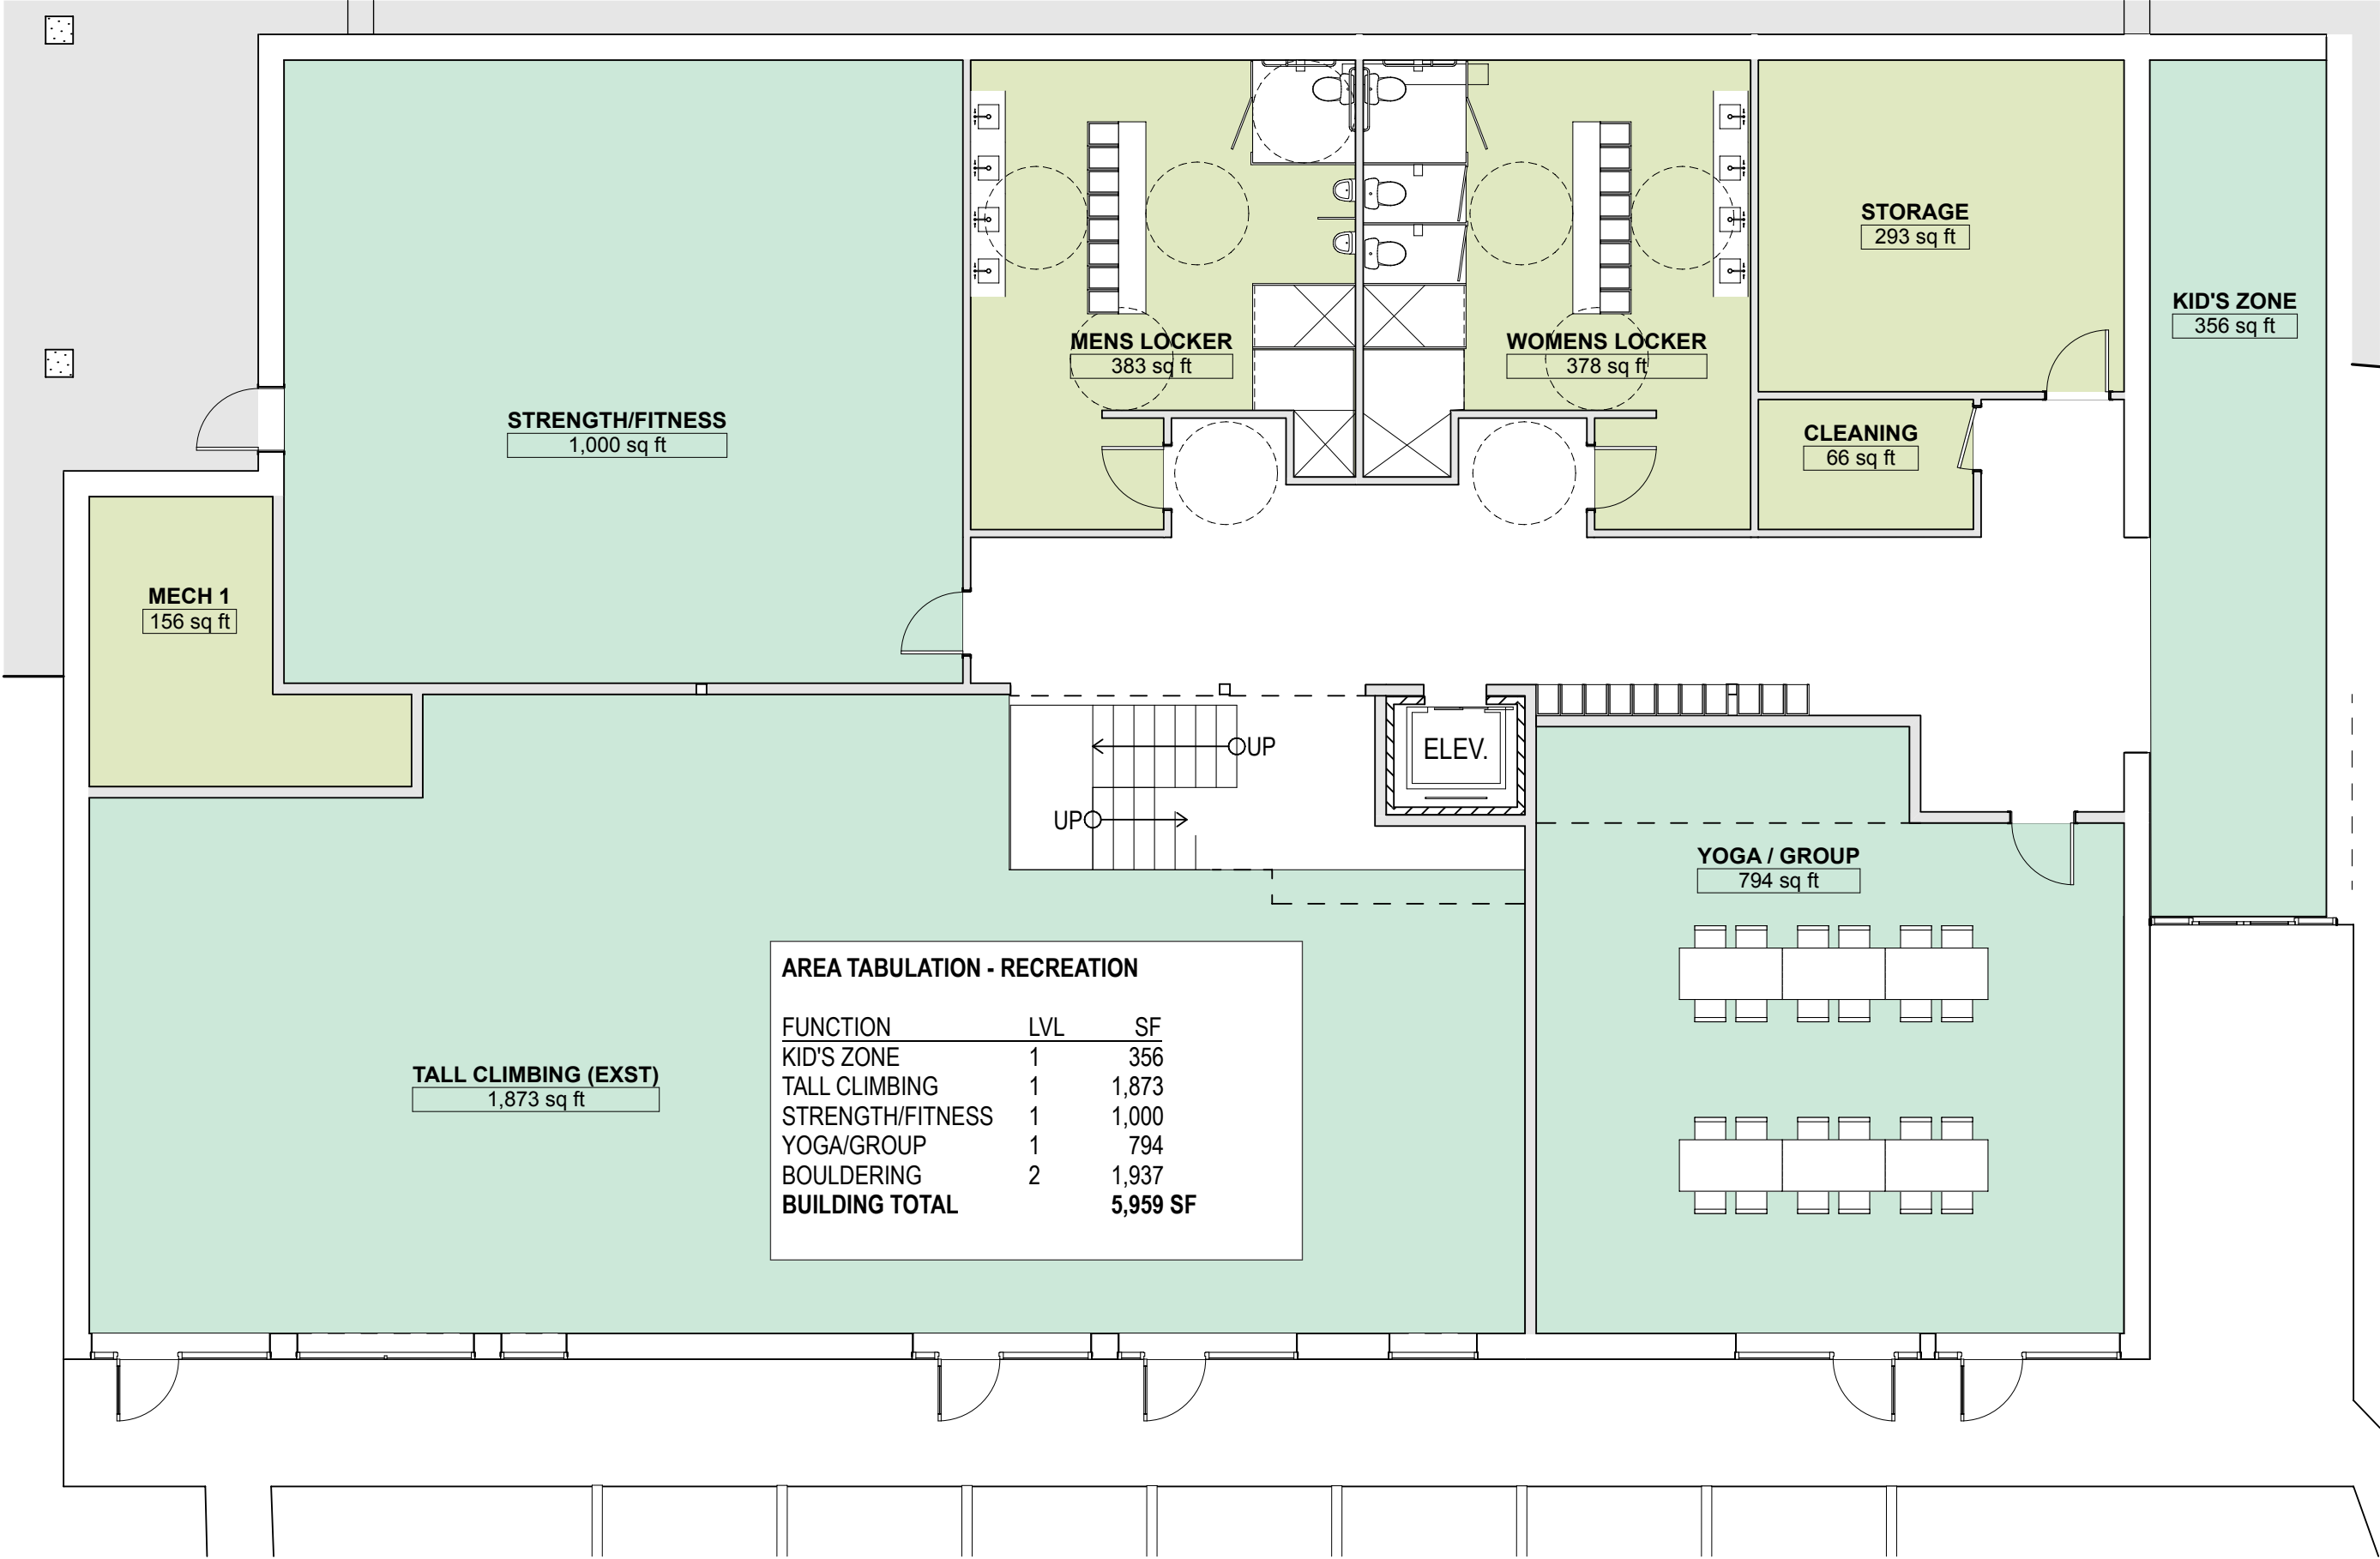 STORAGE
293 sq ft
KID'S ZONE
356 sq ft
MENS LOCKER
383 sq ft
WOMENS LOCKER
378 sq ft
STRENGTH/FITNESS
1,000 sq ft
CLEANING
66 sq ft
MECH 1
156 sq ft
UP
ELEV.
UP
YOGA / GROUP
794 sq ft
TALL CLIMBING (EXST)
1,873 sq ft
AREA TABULATION - RECREATION
FUNCTION LVL SF
KID'S ZONE 1 356
TALL CLIMBING 1 1,873
STRENGTH/FITNESS 1 1,000
YOGA/GROUP 1 794
BOULDERING 2 1,937
BUILDING TOTAL 5,959 SF